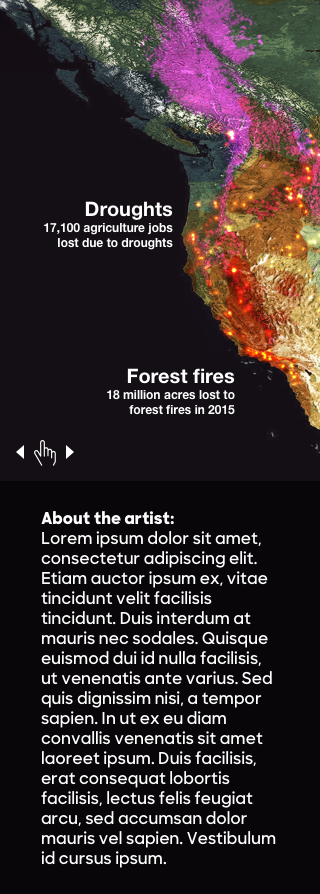 Droughts
17,100 agriculture jobs
lost due to droughts
Forest fires
18 million acres lost to
forest fires in 2015
About the artist:
Lorem ipsum dolor sit amet,
consectetur adipiscing elit.
Etiam auctor ipsum ex, vitae
tincidunt velit facilisis
tincidunt. Duis interdum at
mauris nec sodales. Quisque
euismod dui id nulla facilisis,
ut venenatis ante varius. Sed
quis dignissim nisi, a tempor
sapien. In ut ex eu diam
convallis venenatis sit amet
laoreet ipsum. Duis facilisis,
erat consequat lobortis
facilisis, lectus felis feugiat
arcu, sed accumsan dolor
mauris vel sapien. Vestibulum
id cursus ipsum.